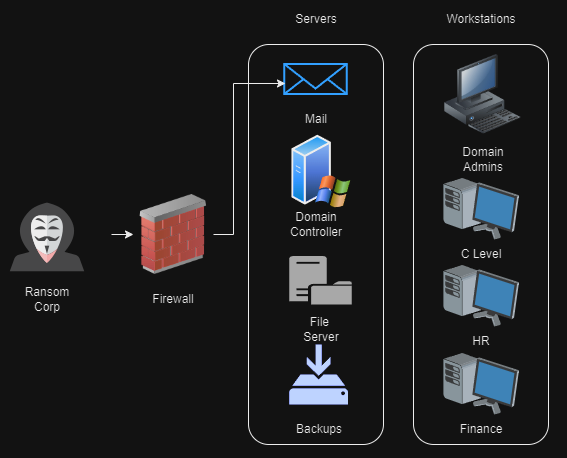 Servers
Workstations
Mail
Domain
Controller
File
Server
Backups
Domain
Admins
C Level
HR
Finance
Ransom
Corp
Firewall